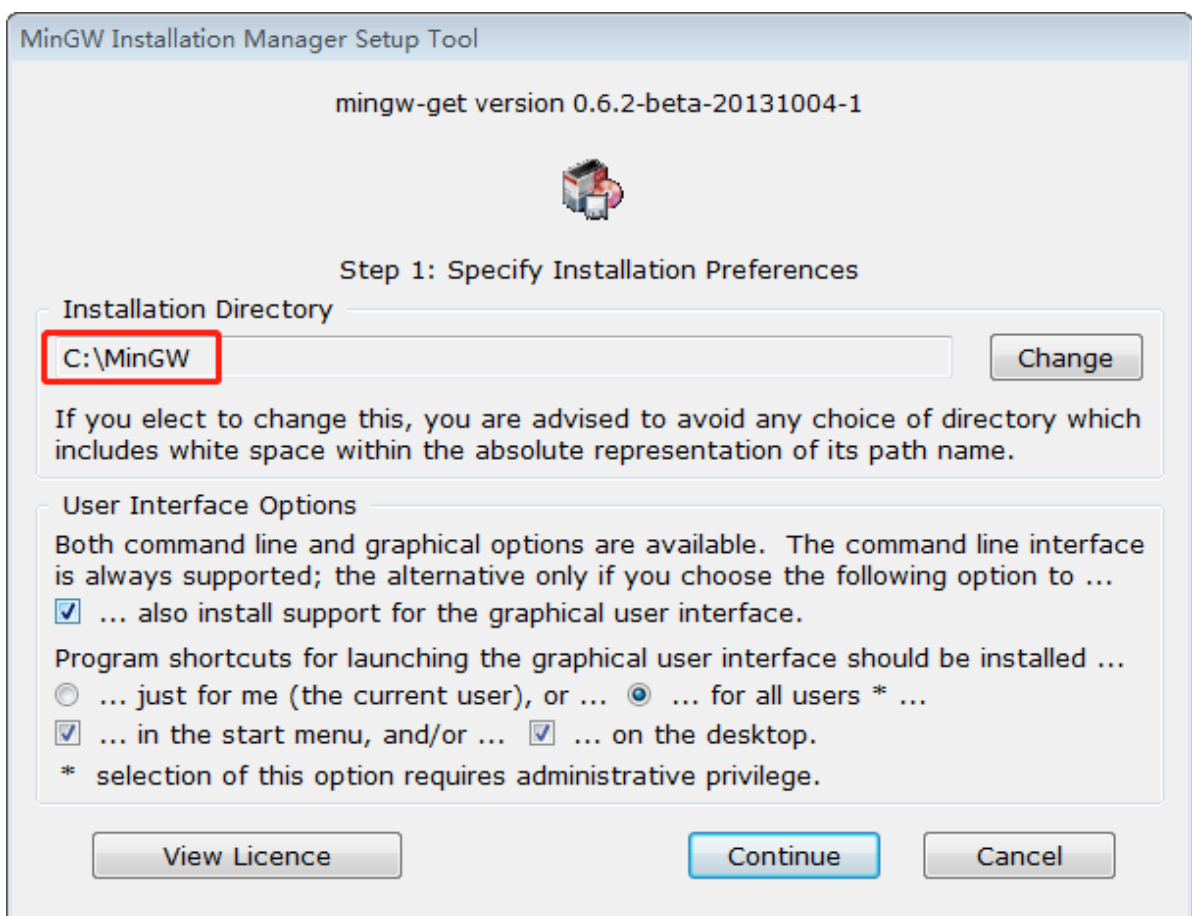 MinGW Installation Manager Setup Tool
mingw-get version 0.6.2-beta-20131004-1
Step 1: Specify Installation Preferences
Installation Directory
C:\MinGW
Change
If you elect to change this, you are advised to avoid any choice of directory which
includes white space within the absolute representation of its path name.
User Interface Options
Both command line and graphical options are available. The command line interface
is always supported; the alternative only if you choose the following option to ...
... also install support for the graphical user interface.
Program shortcuts for launching the graphical user interface should be installed ...
... just for me (the current user), or ... ... for all users * ...
... in the start menu, and/or ... ... on the desktop.
* selection of this option requires administrative privilege.
View Licence Continue Cancel